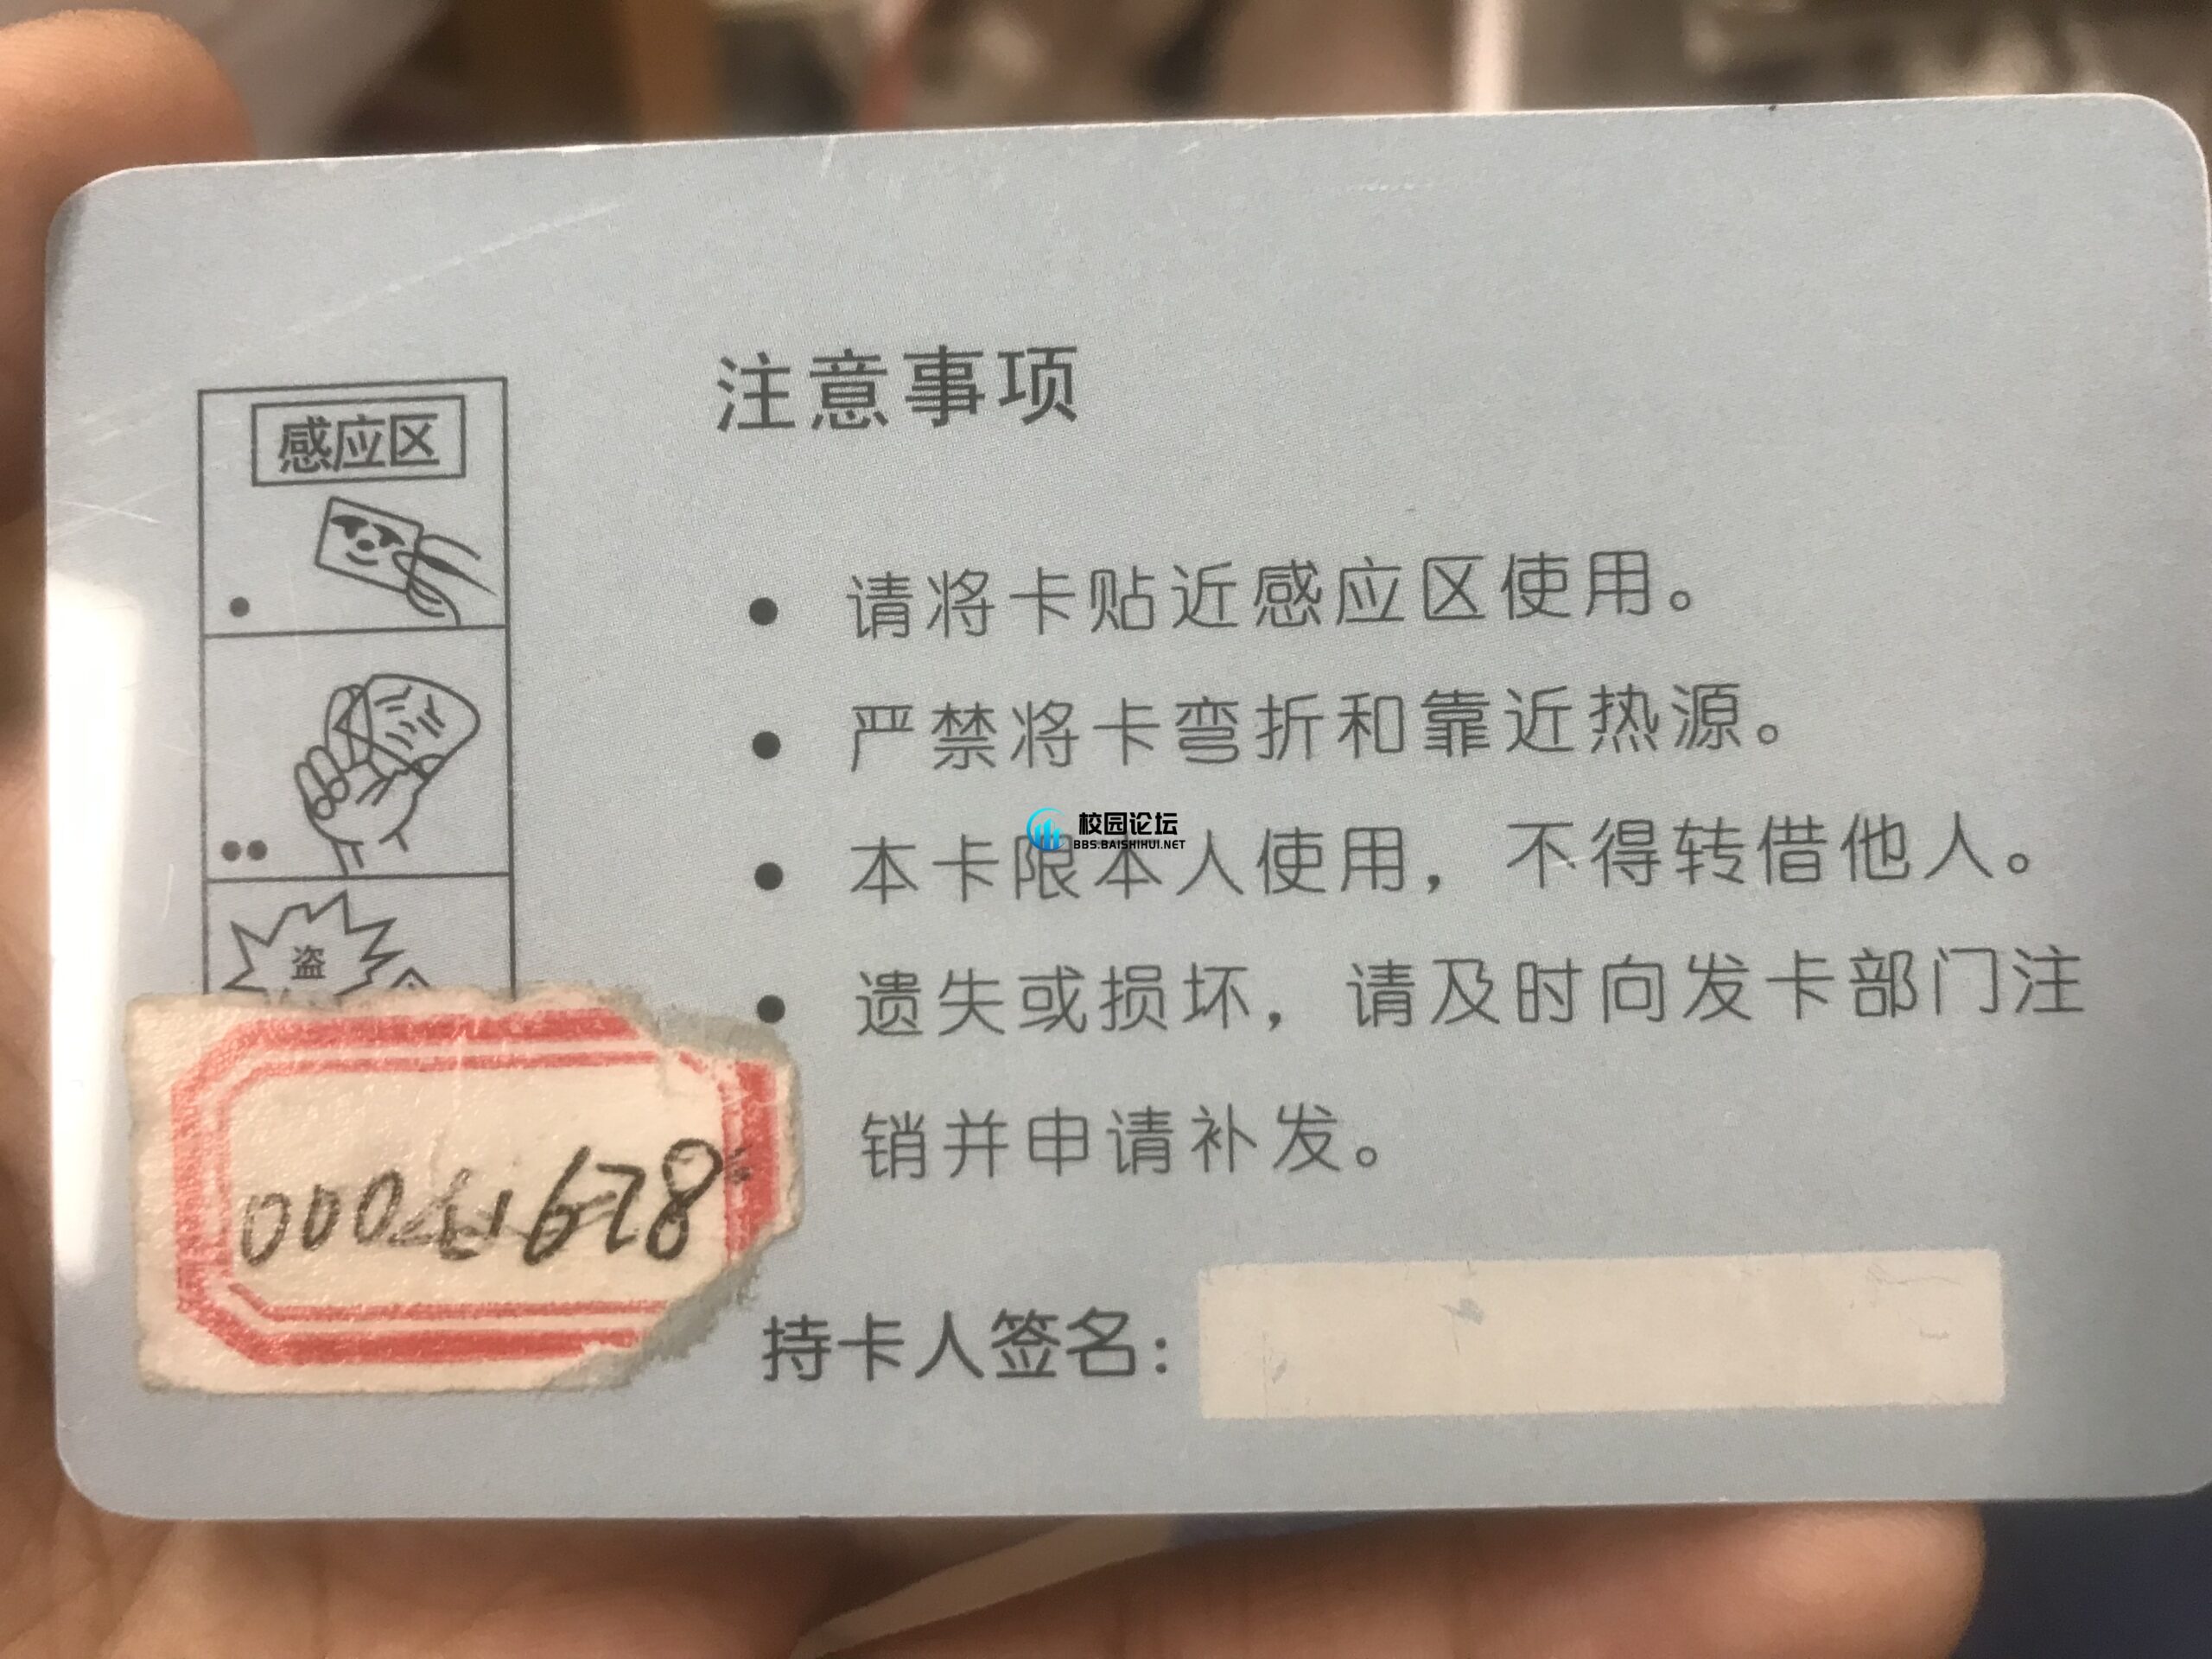 注意事项
感应区
● 请将卡贴近感应区使用。
● 严禁将卡弯折和靠近热源。
校园论坛
BBS.BAISHIHUI.NET
● 本卡限本人使用，不得转借他人。
盗
● 遗失或损坏，请及时向发卡部门注
销并申请补发。
持卡人签名：